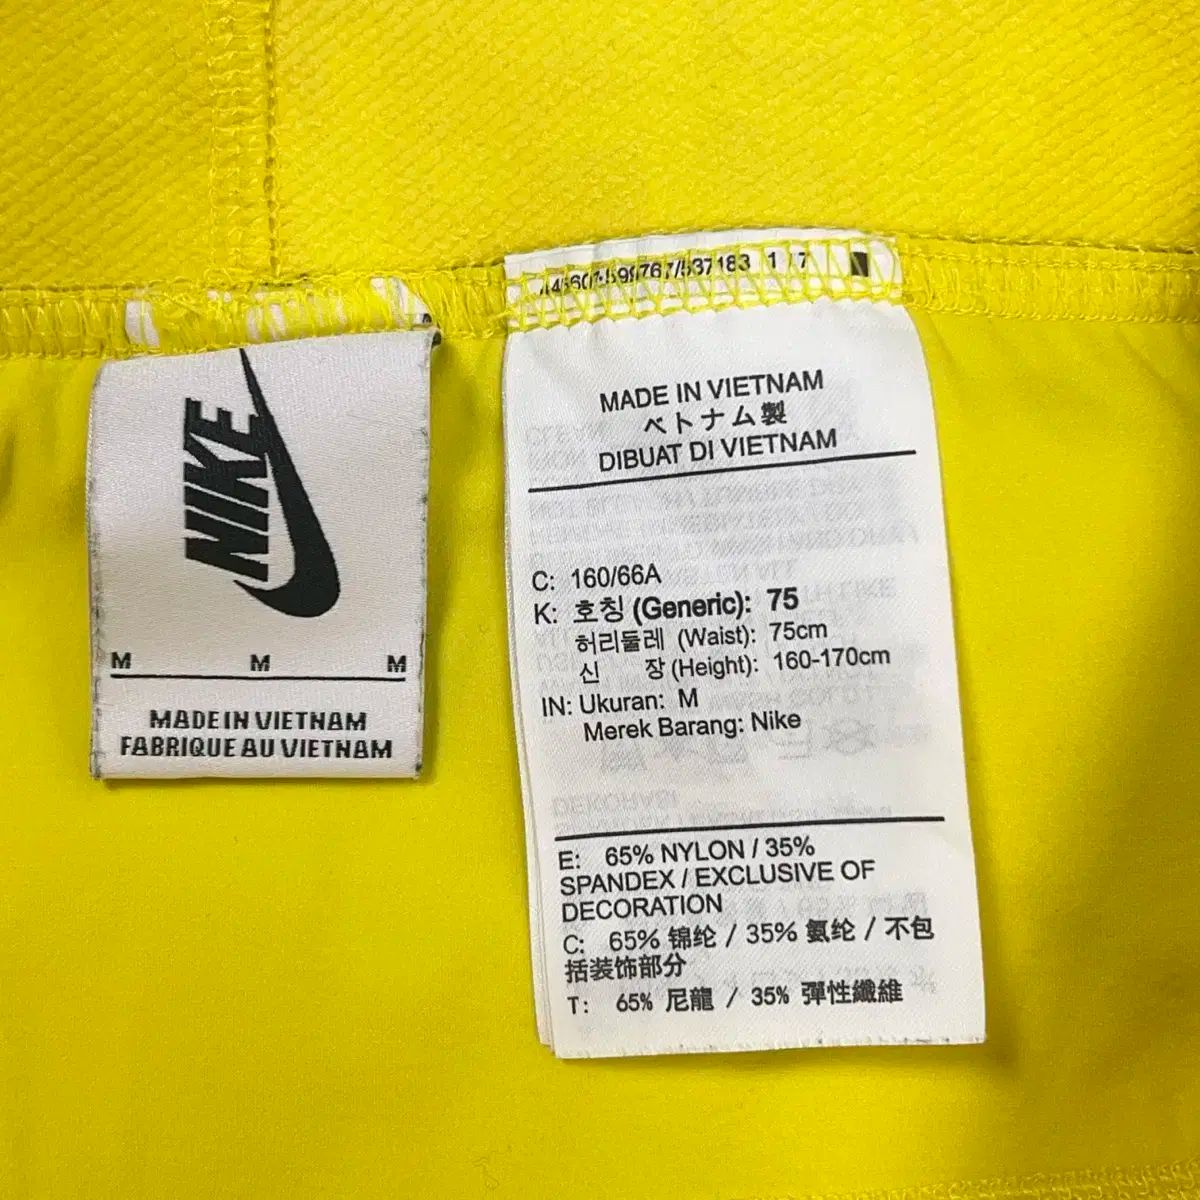 NIKE
M M M
MADE IN VIETNAM
FABRIQUE AU VIETNAM
MADE IN VIETNAM
ベトナム製
DIBUAT DI VIETNAM
C: 160/66A
K: 호칭 (Generic): 75
허리둘레 (Waist): 75cm
신 장 (Height): 160-170cm
IN: Ukuran: M
Merek Barang: Nike
E: 65% NYLON / 35%
SPANDEX / EXCLUSIVE OF
DECORATION
C: 65% 锦纶 / 35% 氨纶 / 不包
括装饰部分
T: 65% 尼龍 / 35% 彈性纖維